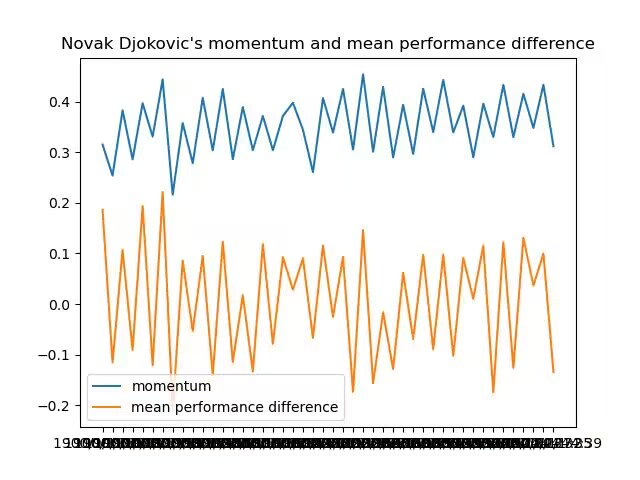 Novak Djokovic's momentum and mean performance difference
0.4
0.3
0.2
0.1
0.0
−0.1
−0.2
momentum
mean performance difference